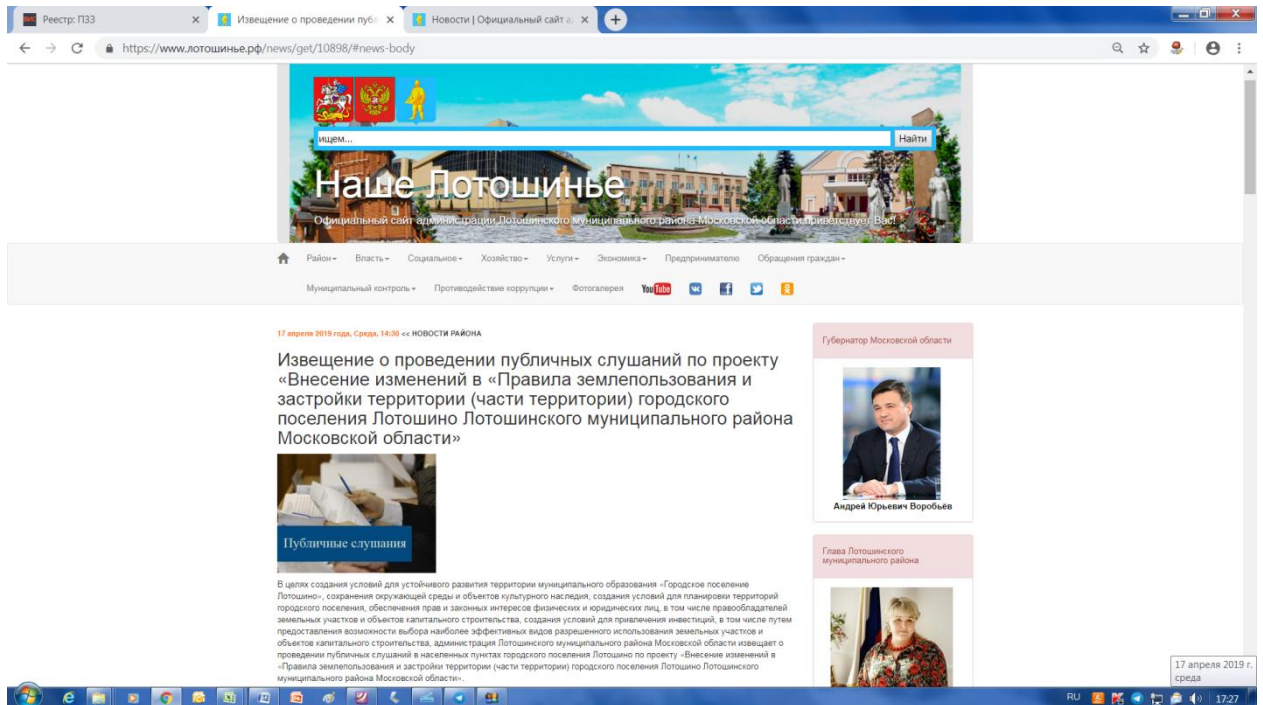 Реестр: ПЗЗ
Извещение о проведении публ
Новости | Официальный сайт а
https://www.лотошинье.рф/news/get/10898/#news-body
ищем...
Найти
Наше Лотошинье
Официальный сайт администрации Лотошинского муниципального района Московской области приветствует Вас!
Район
Власть
Социальное
Хозяйство
Услуги
Экономика
Предпринимателю
Обращения граждан
Муниципальный контроль
Противодействие коррупции
Фотогалерея
YouTube
17 апреля 2019 года, Среда, 14:30 << НОВОСТИ РАЙОНА
Извещение о проведении публичных слушаний по проекту
«Внесение изменений в «Правила землепользования и
застройки территории (части территории) городского
поселения Лотошино Лотошинского муниципального района
Московской области»
Публичные слушания
В целях создания условий для устойчивого развития территории муниципального образования «Городское поселение
Лотошино», сохранения окружающей среды и объектов культурного наследия, создания условий для планировки территорий
городского поселения, обеспечения прав и законных интересов физических и юридических лиц, в том числе правообладателей
земельных участков и объектов капитального строительства, создания условий для привлечения инвестиций, в том числе путем
предоставления возможности выбора наиболее эффективных видов разрешенного использования земельных участков и
объектов капитального строительства, администрация Лотошинского муниципального района Московской области извещает о
проведении публичных слушаний в населенных пунктах городского поселения Лотошино по проекту «Внесение изменений в
«Правила землепользования и застройки территории (части территории) городского поселения Лотошино Лотошинского
муниципального района Московской области».
Губернатор Московской области
Андрей Юрьевич Воробьёв
Глава Лотошинского
муниципального района
17 апреля 2019 г.
среда
RU
17:27